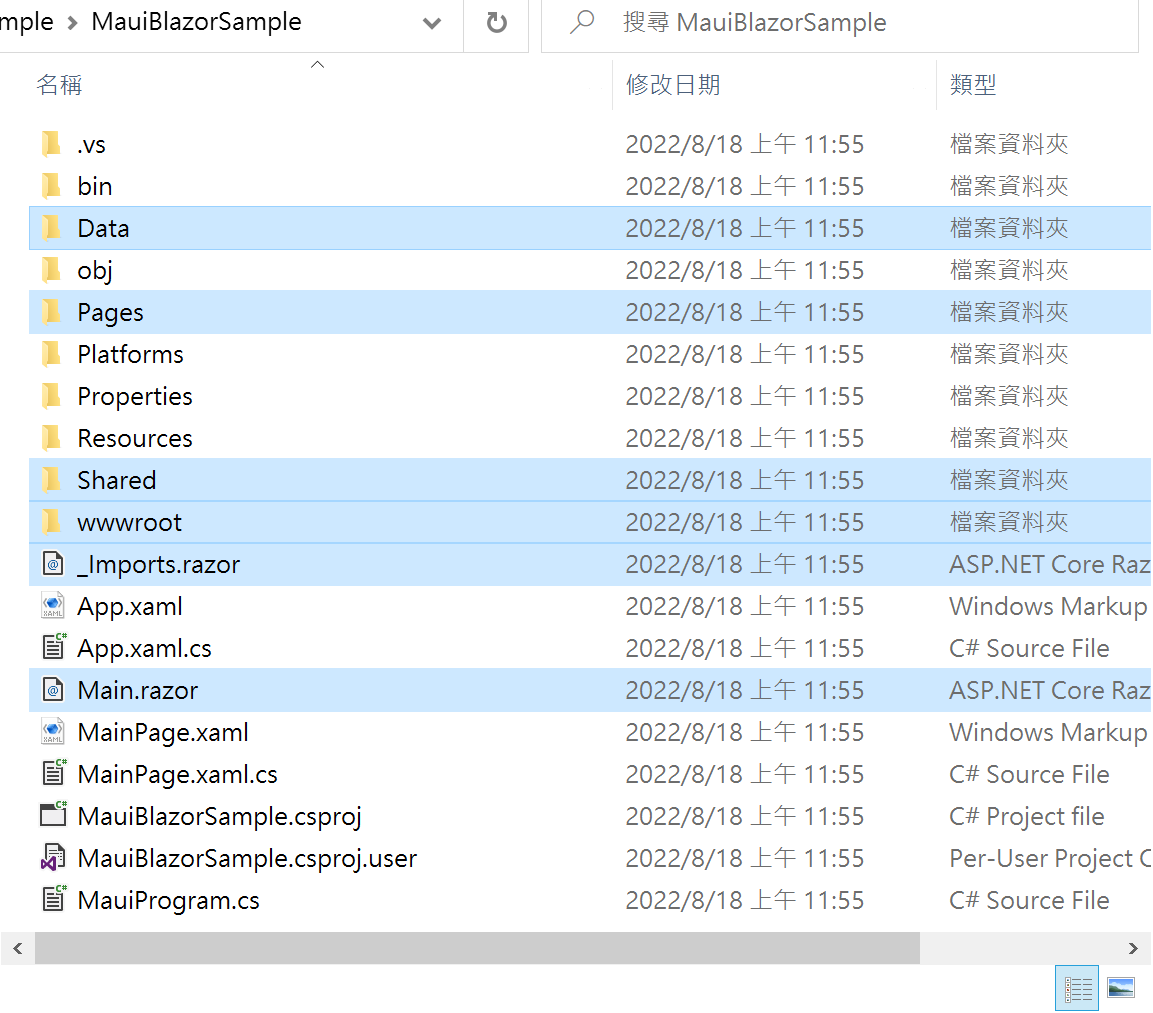 mple > MauiBlazorSample 搜尋 MauiBlazorSample
名稱 修改日期 類型
.vs 2022/8/18 上午 11:55 檔案資料夾
bin 2022/8/18 上午 11:55 檔案資料夾
Data 2022/8/18 上午 11:55 檔案資料夾
obj 2022/8/18 上午 11:55 檔案資料夾
Pages 2022/8/18 上午 11:55 檔案資料夾
Platforms 2022/8/18 上午 11:55 檔案資料夾
Properties 2022/8/18 上午 11:55 檔案資料夾
Resources 2022/8/18 上午 11:55 檔案資料夾
Shared 2022/8/18 上午 11:55 檔案資料夾
wwwroot 2022/8/18 上午 11:55 檔案資料夾
_Imports.razor 2022/8/18 上午 11:55 ASP.NET Core Raz
App.xaml 2022/8/18 上午 11:55 Windows Markup
App.xaml.cs 2022/8/18 上午 11:55 C# Source File
Main.razor 2022/8/18 上午 11:55 ASP.NET Core Raz
MainPage.xaml 2022/8/18 上午 11:55 Windows Markup
MainPage.xaml.cs 2022/8/18 上午 11:55 C# Source File
MauiBlazorSample.csproj 2022/8/18 上午 11:55 C# Project file
MauiBlazorSample.csproj.user 2022/8/18 上午 11:55 Per-User Project C
MauiProgram.cs 2022/8/18 上午 11:55 C# Source File